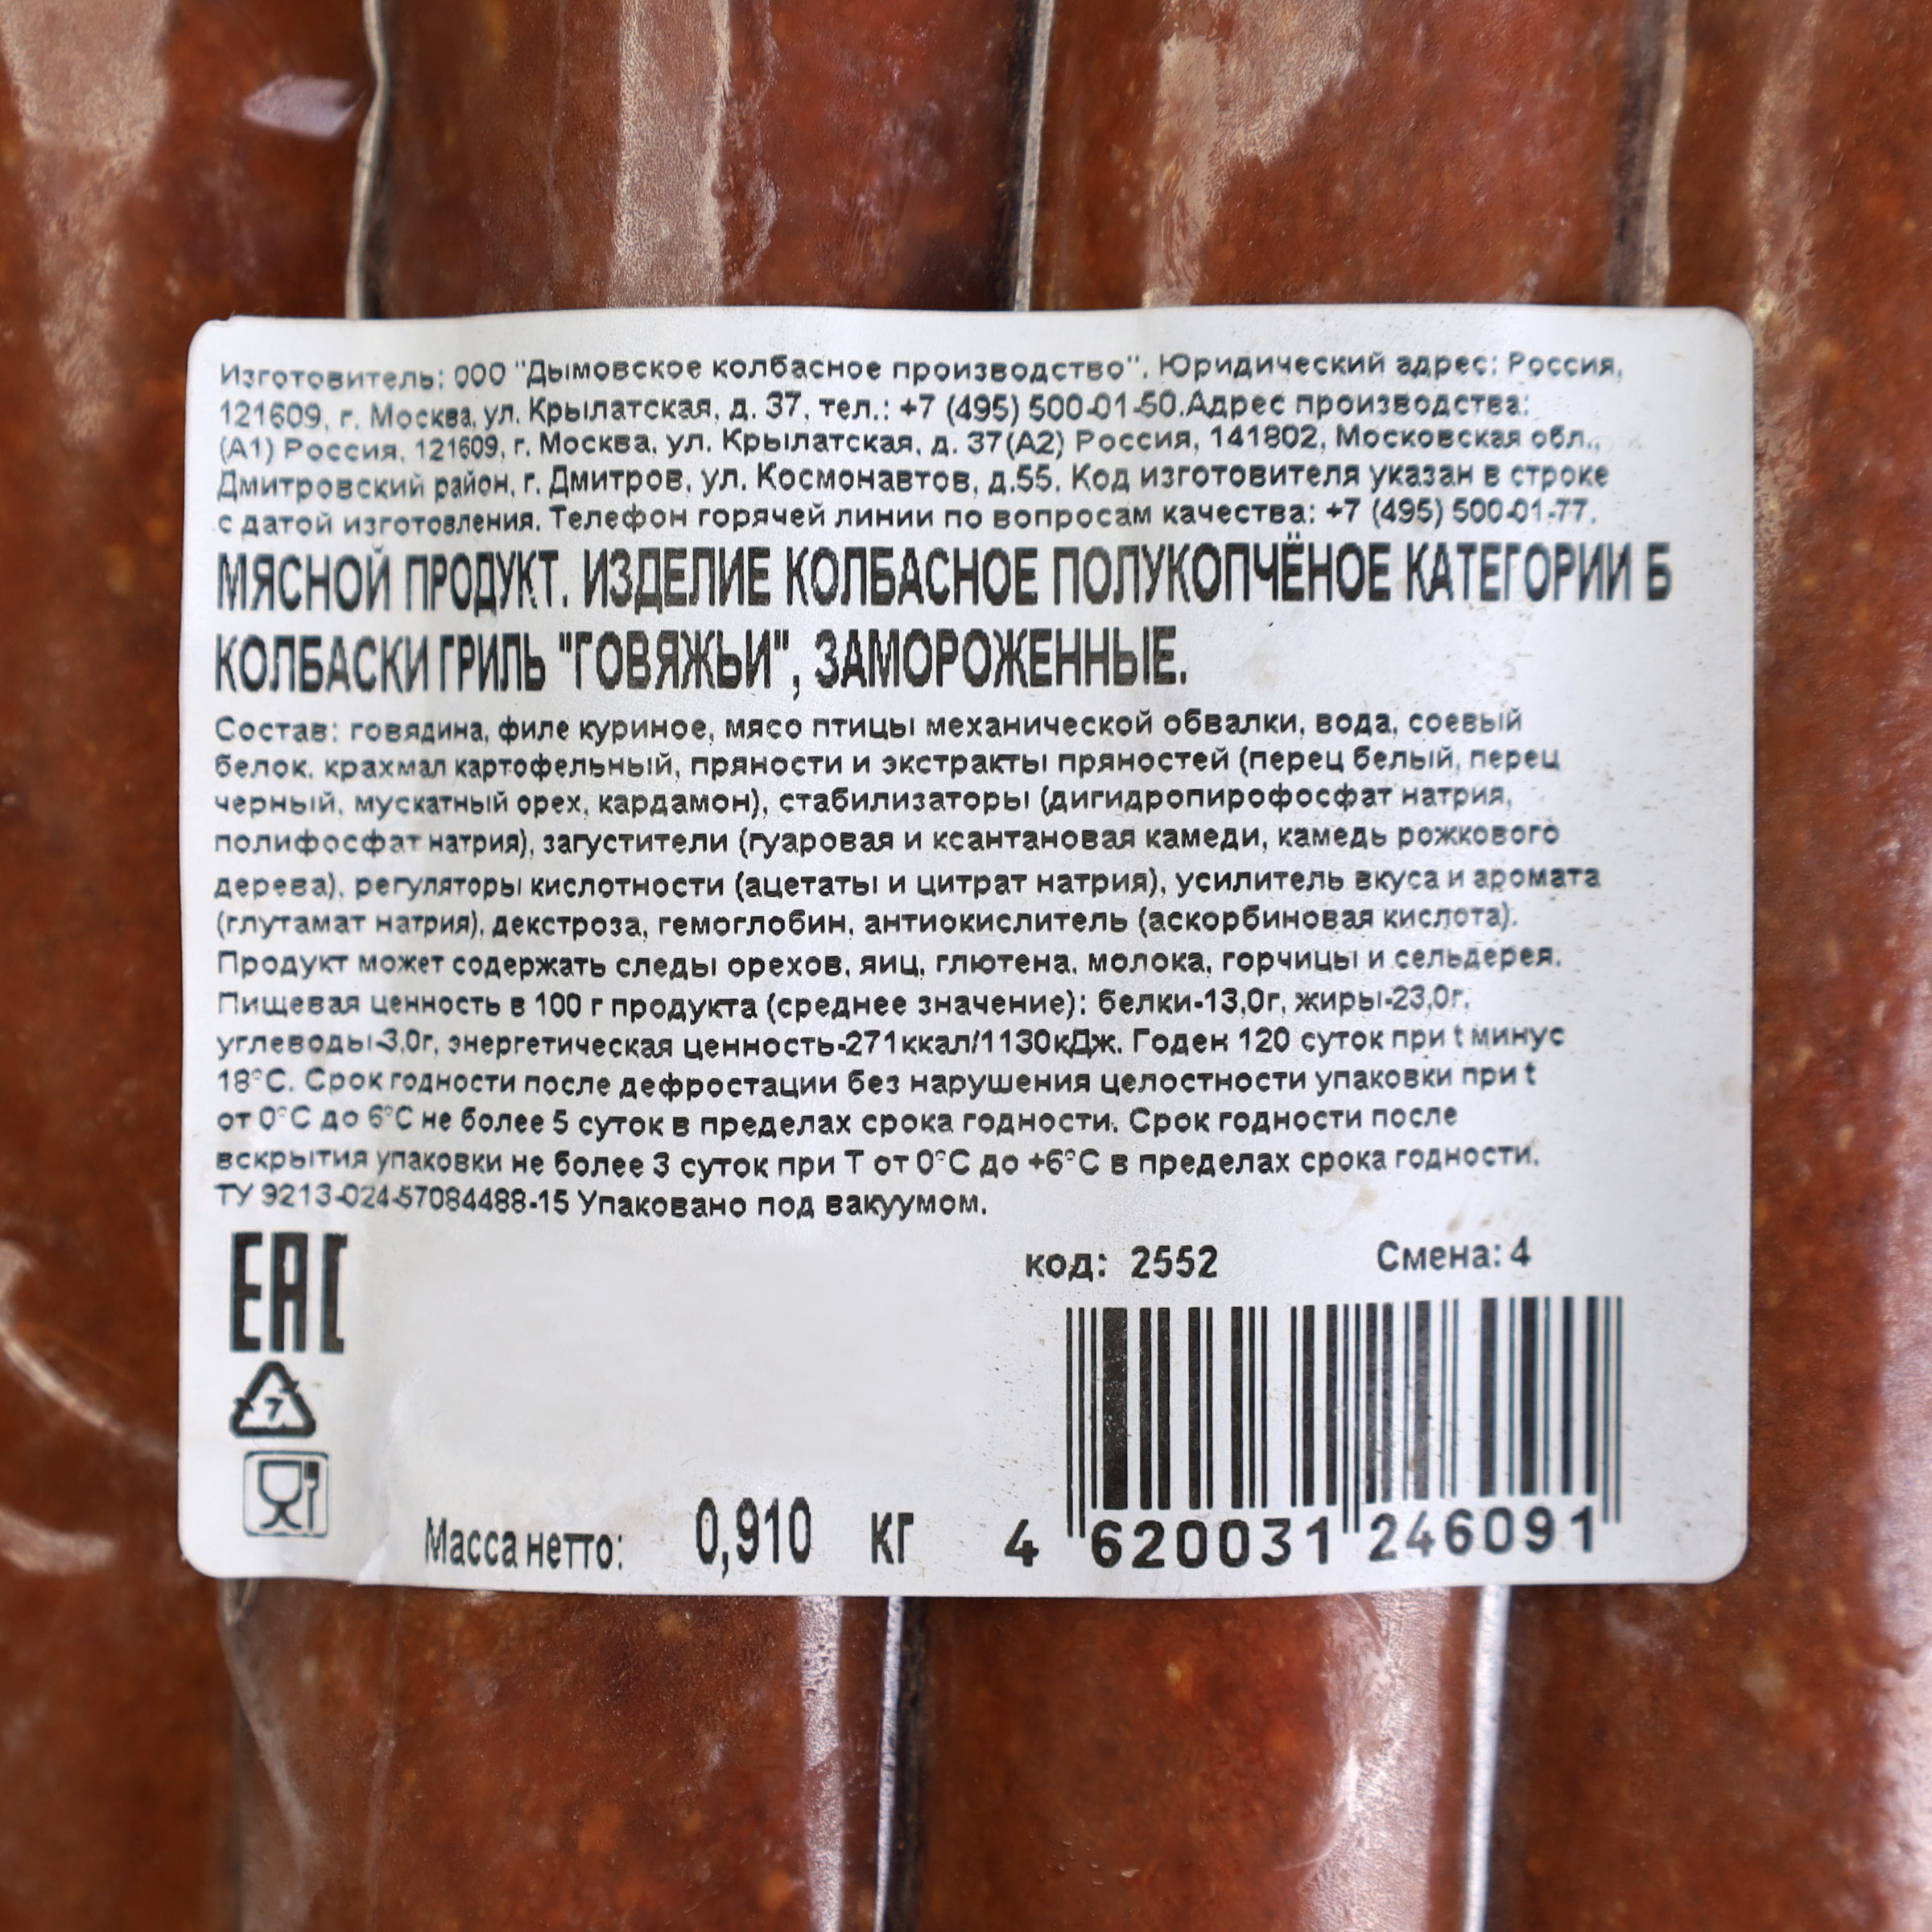 Изготовитель: ООО "Дымовское колбасное производство". Юридический адрес: Россия,
121609, г. Москва, ул. Крылатская, д. 37, тел.: +7 (495) 500-01-50.Адрес производства:
(А1) Россия, 121609, г. Москва, ул. Крылатская, д. 37(А2) Россия, 141802, Московская обл.,
Дмитровский район, г. Дмитров, ул. Космонавтов, д.55. Код изготовителя указан в строке
с датой изготовления. Телефон горячей линии по вопросам качества: +7 (495) 500-01-77.
МЯСНОЙ ПРОДУКТ. ИЗДЕЛИЕ КОЛБАСНОЕ ПОЛУКОПЧЁНОЕ КАТЕГОРИИ Б
КОЛБАСКИ ГРИЛЬ "ГОВЯЖЬИ", ЗАМОРОЖЕННЫЕ.
Состав: говядина, филе куриное, мясо птицы механической обвалки, вода, соевый
белок, крахмал картофельный, пряности и экстракты пряностей (перец белый, перец
черный, мускатный орех, кардамон), стабилизаторы (дигидропирофосфат натрия,
полифосфат натрия), загустители (гуаровая и ксантановая камеди, камедь рожкового
дерева), регуляторы кислотности (ацетаты и цитрат натрия), усилитель вкуса и аромата
(глутамат натрия), декстроза, гемоглобин, антиокислитель (аскорбиновая кислота).
Продукт может содержать следы орехов, яиц, глютена, молока, горчицы и сельдерея.
Пищевая ценность в 100 г продукта (среднее значение): белки-13,0г, жиры-23,0г,
углеводы-3,0г, энергетическая ценность-271ккал/1130кДж. Годен 120 суток при t минус
18°С. Срок годности после дефростации без нарушения целостности упаковки при t
от 0°С до 6°С не более 5 суток в пределах срока годности. Срок годности после
вскрытия упаковки не более 3 суток при Т от 0°С до +6°С в пределах срока годности.
ТУ 9213-024-57084488-15 Упаковано под вакуумом.
ЕАС
код: 2552 Смена: 4
7
Масса нетто: 0,910 кг
4 620031 246091